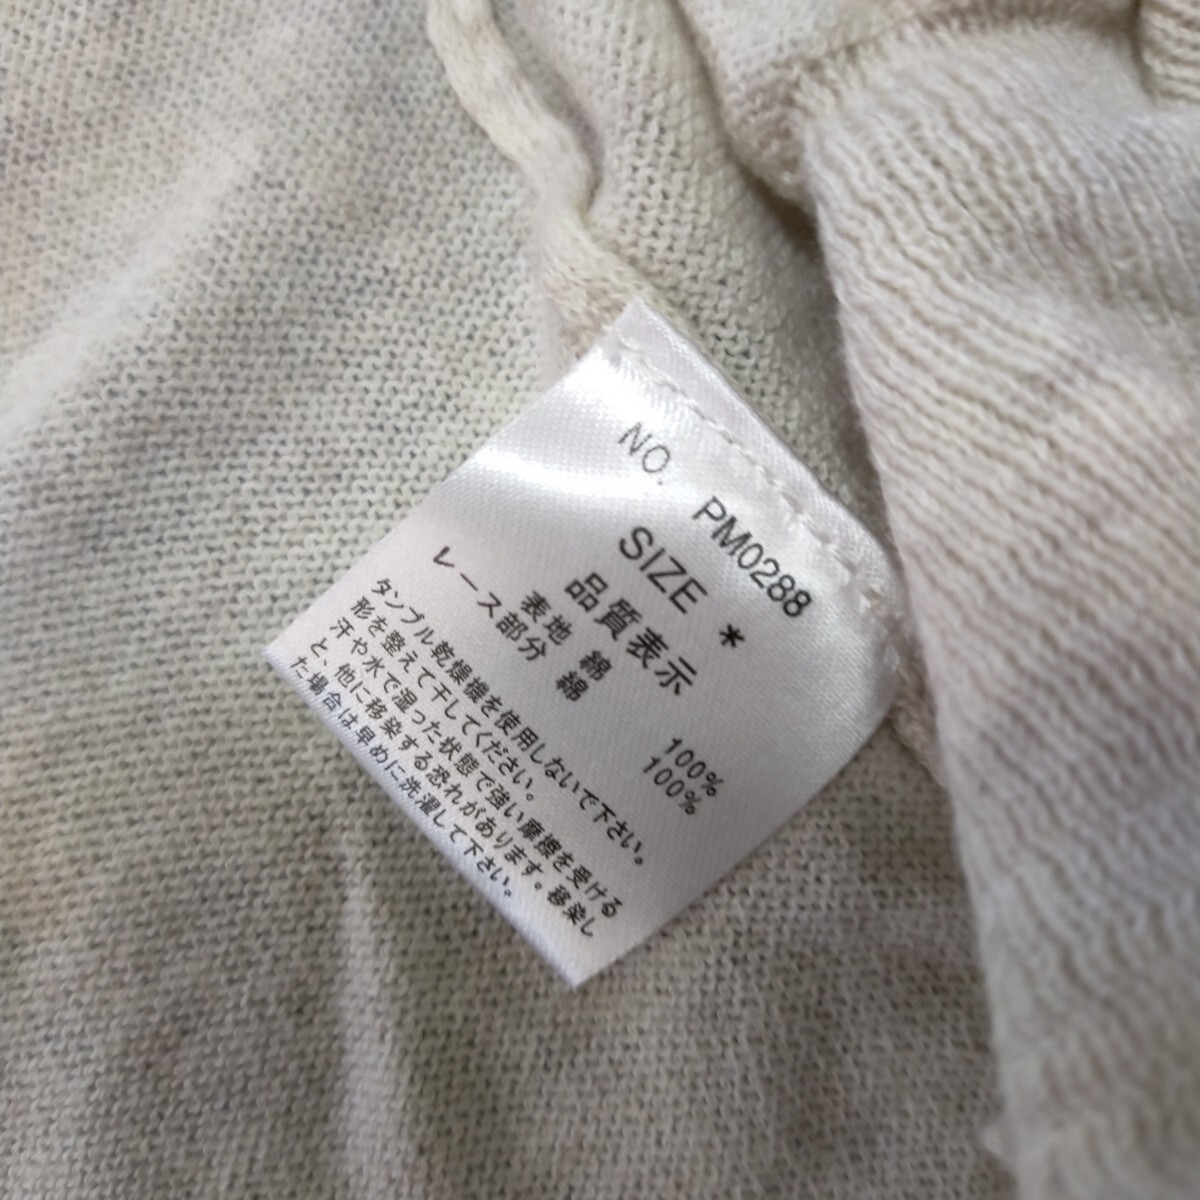 NO. PM0288
SIZE *
品質表示
表地 綿 100%
レース部分 綿 100%
タンブル乾燥機を使用しないで下さい。
形を整えて干してください。
汗や水で湿った状態で強い摩擦を受ける
と、他に移染する恐れがあります。移染し
た場合は早めに洗濯して下さい。